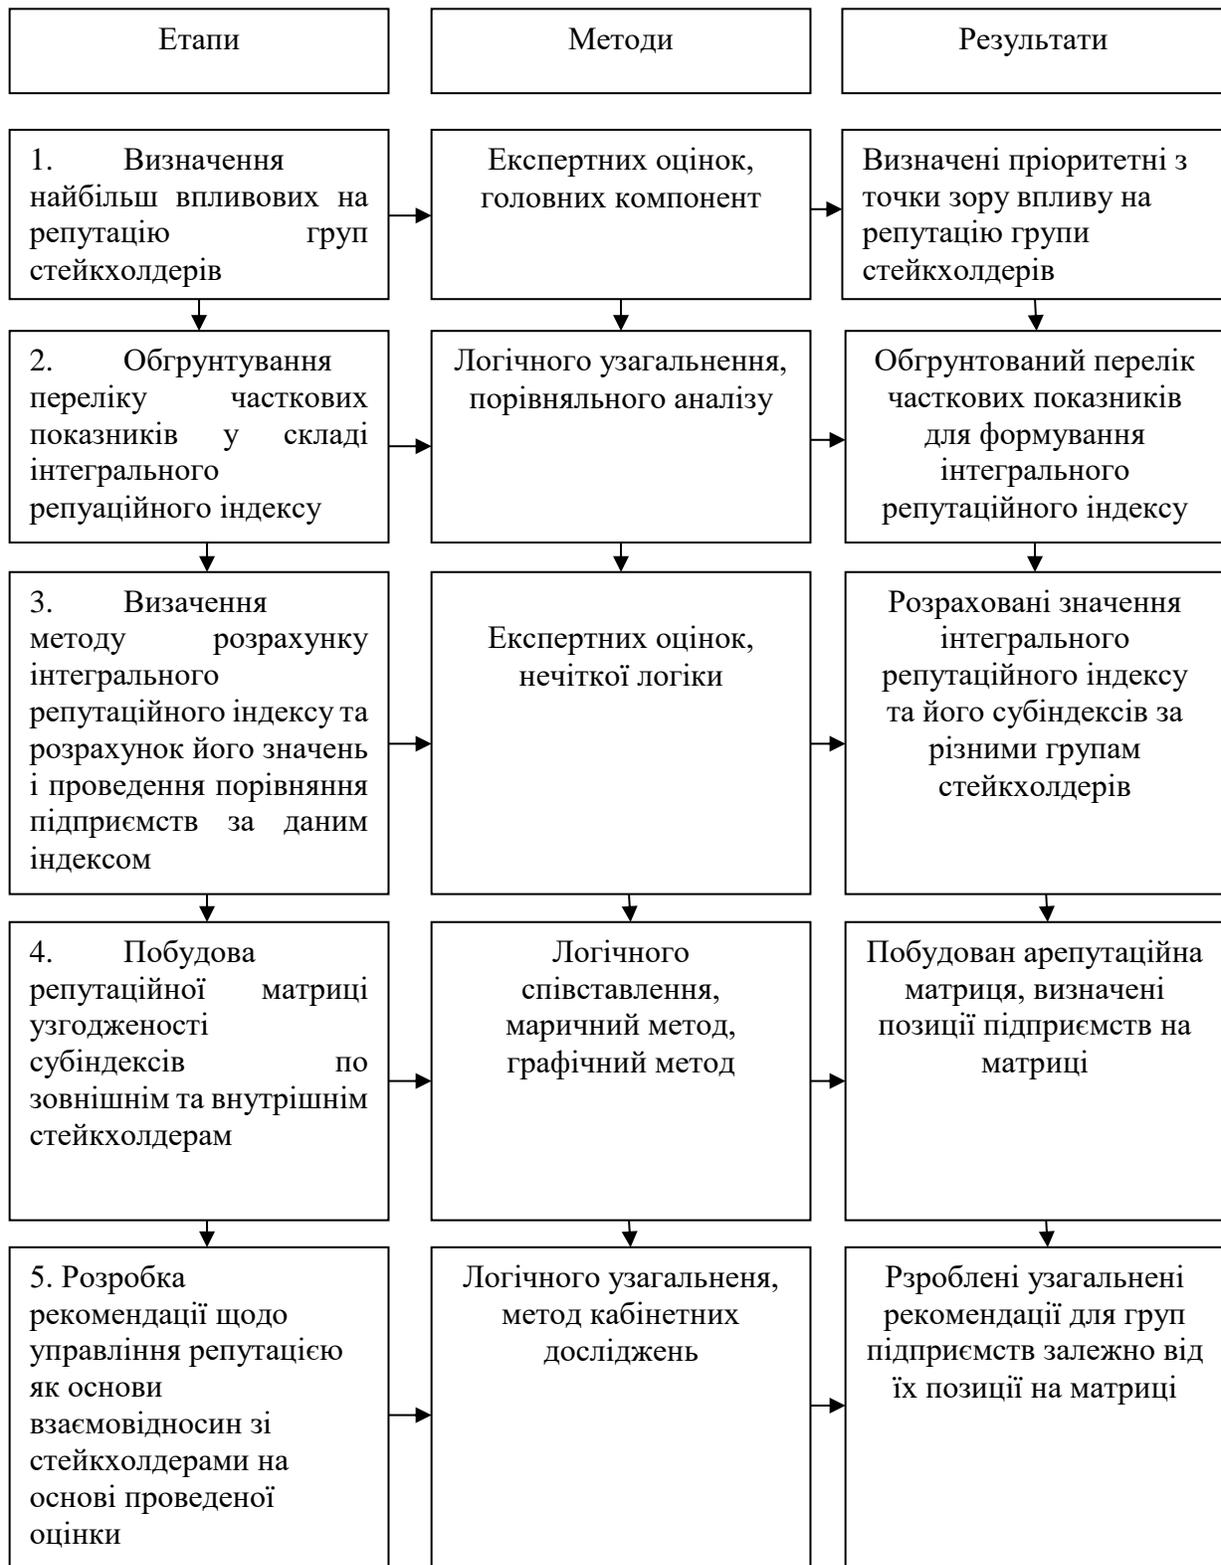 Етапи
Методи
Результати
1. Визначення
найбільш впливових на
репутацію груп
стейкхолдерів
Експертних оцінок,
головних компонент
Визначені пріоритетні з
точки зору впливу на
репутацію групи
стейкхолдерів
2. Обгрунтування
переліку часткових
показників у складі
інтегрального
репуаційного індексу
Логічного узагальнення,
порівняльного аналізу
Обгрунтований перелік
часткових показників
для формування
інтегрального
репутаційного індексу
3. Визачення
методу розрахунку
інтегрального
репутаційного індексу та
розрахунок його значень
і проведення порівняння
підприємств за даним
індексом
Експертних оцінок,
нечіткої логіки
Розраховані значення
інтегрального
репутаційного індексу
та його субіндексів за
різними групам
стейкхолдерів
4. Побудова
репутаційної матриці
узгодженості
субіндексів по
зовнішнім та внутрішнім
стейкхолдерам
Логічного
співставлення,
маричний метод,
графічний метод
Побудован арепутаційна
матриця, визначені
позиції підприємств на
матриці
5. Розробка
рекомендації щодо
управління репутацією
як основи
взаємовідносин зі
стейкхолдерами на
основі проведеної
оцінки
Логічного узагальненя,
метод кабінетних
досліджень
Рзроблені узагальнені
рекомендації для груп
підприємств залежно від
їх позиції на матриці